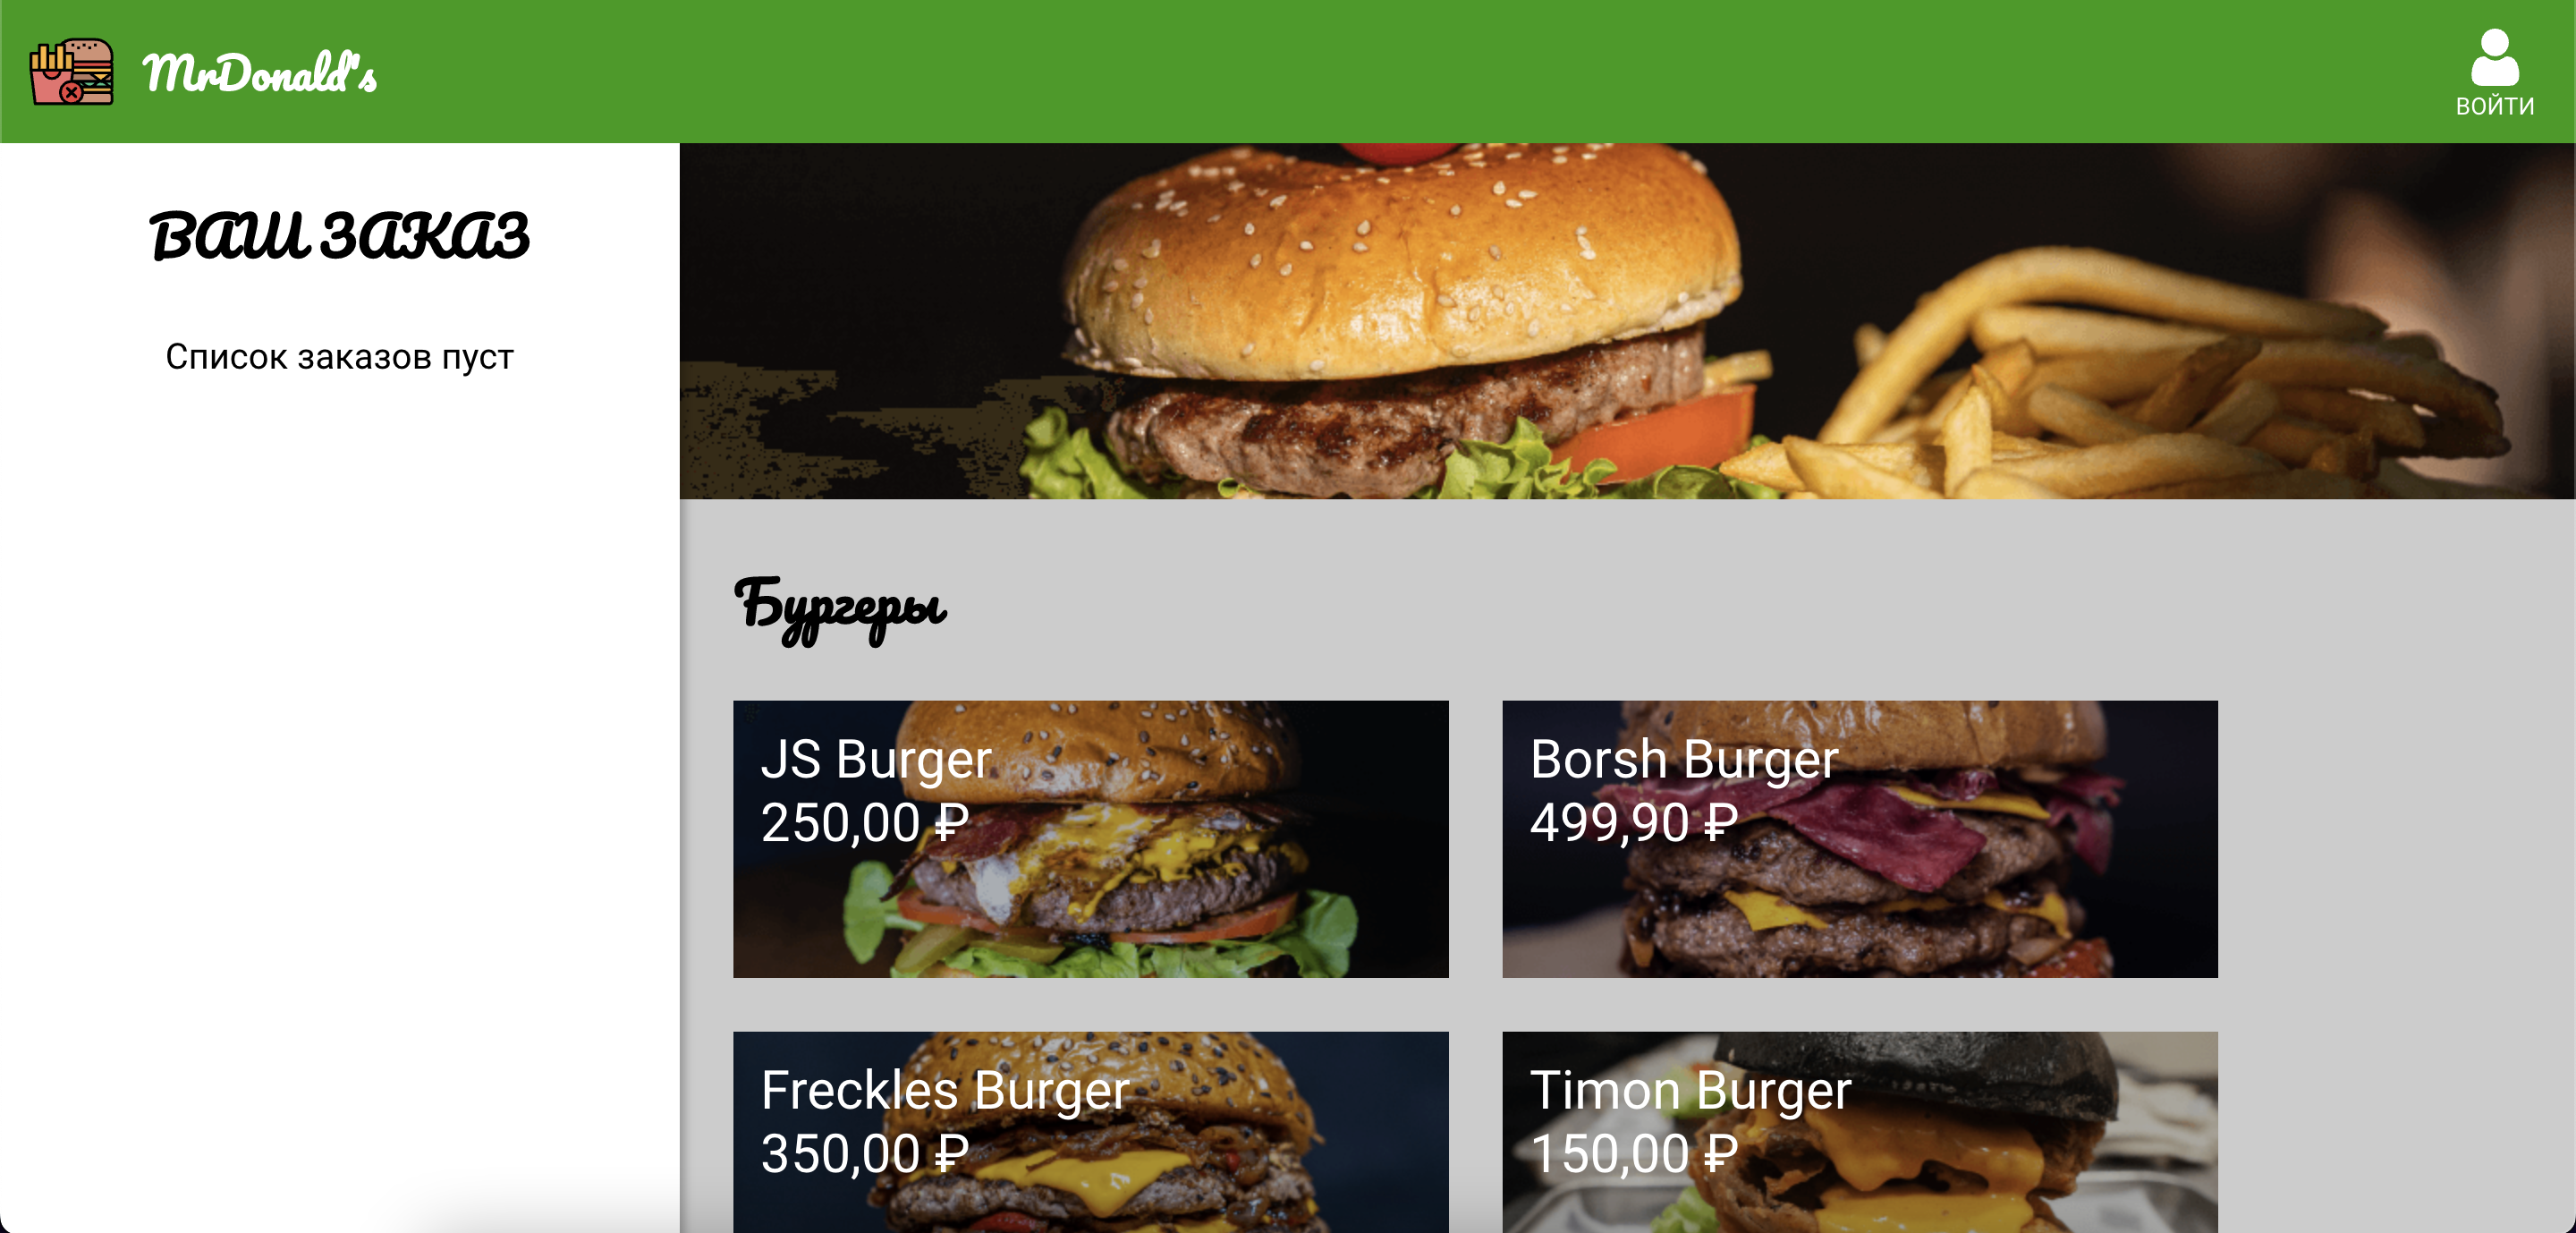 MrDonald's
ВОЙТИ
ВАШ ЗАКАЗ
Список заказов пуст
Бургеры
JS Burger
250,00 ₽
Borsh Burger
499,90 ₽
Freckles Burger
350,00 ₽
Timon Burger
150,00 ₽